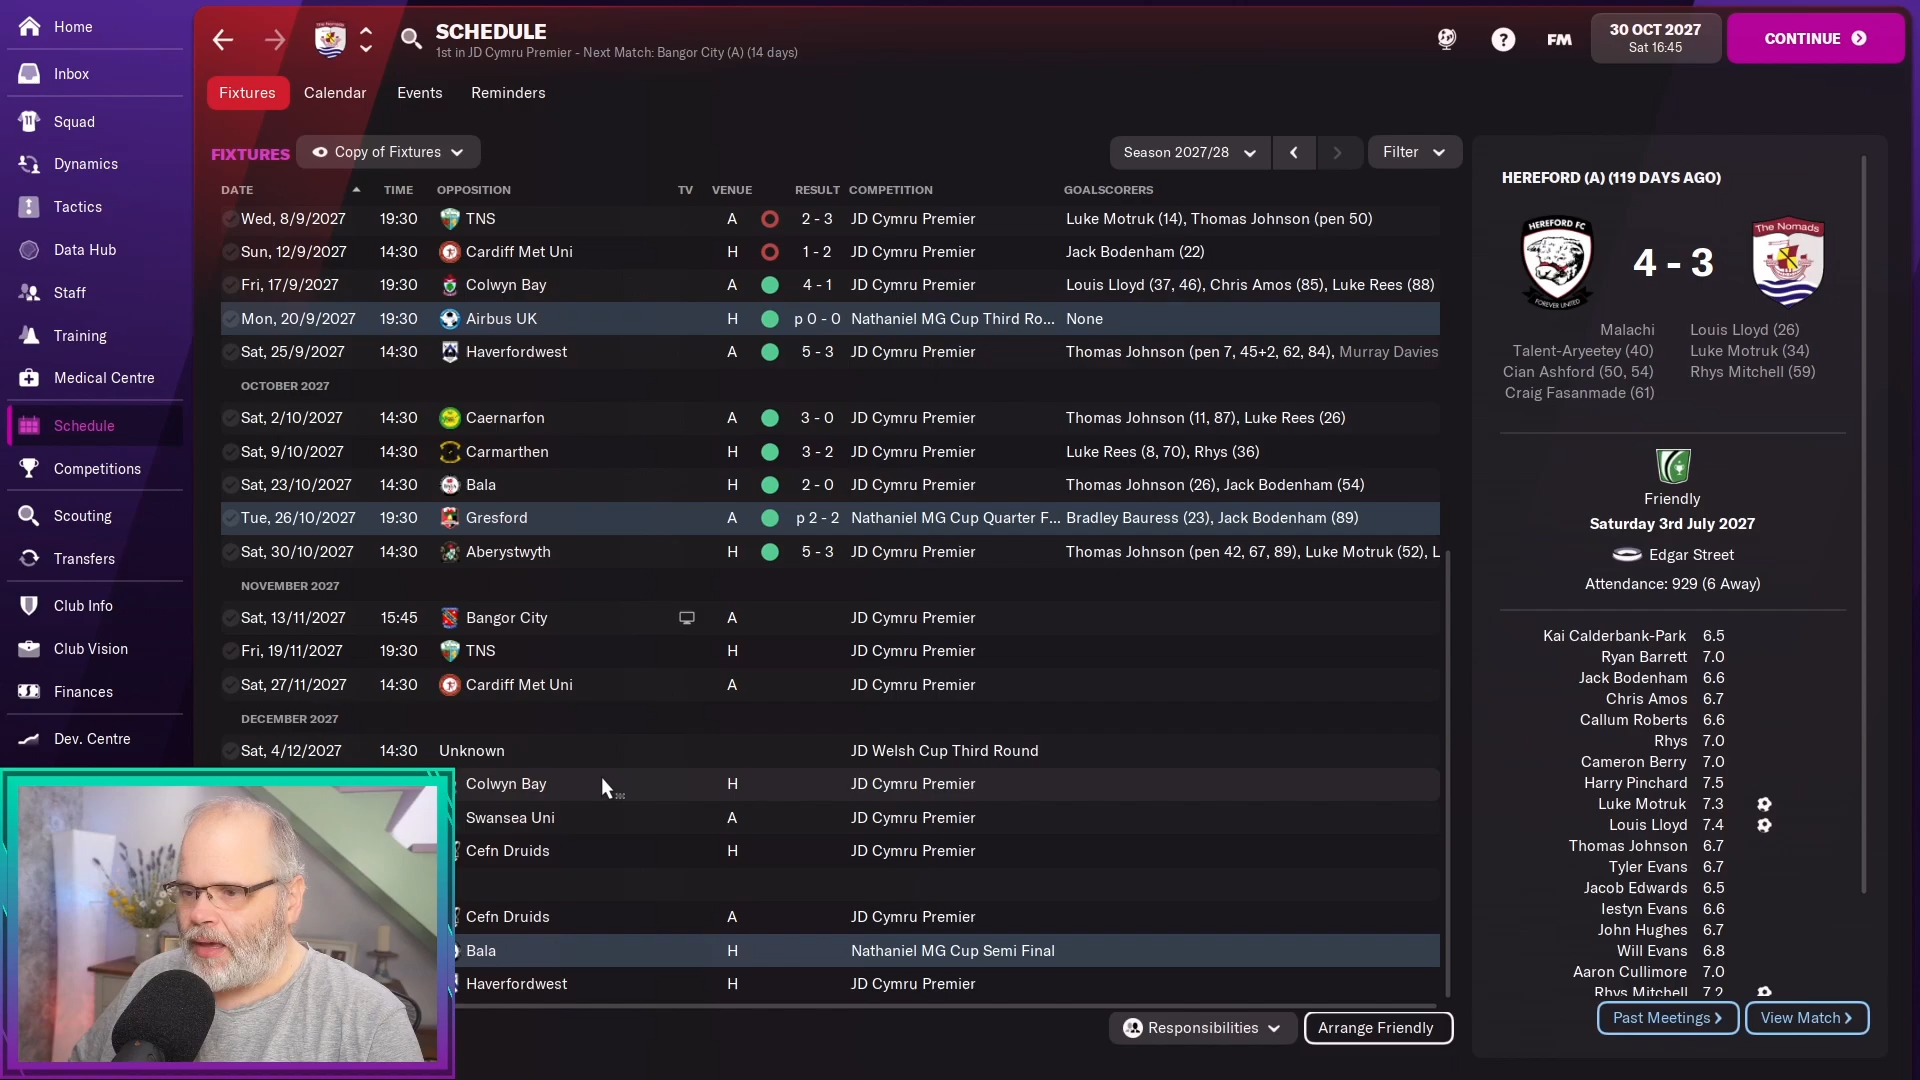 Home
Inbox
Squad
Dynamics
Tactics
Data Hub
Staff
Training
Medical Centre
Schedule
Competitions
Scouting
Transfers
Club Info
Club Vision
Finances
Dev. Centre
SCHEDULE
1st in JD Cymru Premier - Next Match: Bangor City (A) (14 days)
FM
30 OCT 2027
Sat 16:45
CONTINUE
Fixtures Calendar Events Reminders
FIXTURES Copy of Fixtures Season 2027/28 Filter
DATE TIME OPPOSITION TV VENUE RESULT COMPETITION GOALSCORERS
Wed, 8/9/2027 19:30 TNS A 2 - 3 JD Cymru Premier Luke Motruk (14), Thomas Johnson (pen 50)
Sun, 12/9/2027 14:30 Cardiff Met Uni H 1 - 2 JD Cymru Premier Jack Bodenham (22)
Fri, 17/9/2027 19:30 Colwyn Bay A 4 - 1 JD Cymru Premier Louis Lloyd (37, 46), Chris Amos (85), Luke Rees (88)
Mon, 20/9/2027 19:30 Airbus UK H p 0 - 0 Nathaniel MG Cup Third Ro... None
Sat, 25/9/2027 14:30 Haverfordwest A 5 - 3 JD Cymru Premier Thomas Johnson (pen 7, 45+2, 62, 84), Murray Davies
OCTOBER 2027
Sat, 2/10/2027 14:30 Caernarfon A 3 - 0 JD Cymru Premier Thomas Johnson (11, 87), Luke Rees (26)
Sat, 9/10/2027 14:30 Carmarthen H 3 - 2 JD Cymru Premier Luke Rees (8, 70), Rhys (36)
Sat, 23/10/2027 14:30 Bala H 2 - 0 JD Cymru Premier Thomas Johnson (26), Jack Bodenham (54)
Tue, 26/10/2027 19:30 Gresford A p 2 - 2 Nathaniel MG Cup Quarter F... Bradley Bauress (23), Jack Bodenham (89)
Sat, 30/10/2027 14:30 Aberystwyth H 5 - 3 JD Cymru Premier Thomas Johnson (pen 42, 67, 89), Luke Motruk (52), L
NOVEMBER 2027
Sat, 13/11/2027 15:45 Bangor City A JD Cymru Premier
Fri, 19/11/2027 19:30 TNS H JD Cymru Premier
Sat, 27/11/2027 14:30 Cardiff Met Uni A JD Cymru Premier
DECEMBER 2027
Sat, 4/12/2027 14:30 Unknown JD Welsh Cup Third Round
Colwyn Bay H JD Cymru Premier
Swansea Uni A JD Cymru Premier
Cefn Druids H JD Cymru Premier
Cefn Druids A JD Cymru Premier
Bala H Nathaniel MG Cup Semi Final
Haverfordwest H JD Cymru Premier
Responsibilities Arrange Friendly
HEREFORD (A) (119 DAYS AGO)
HEREFORD FC
FOREVER UNITED
4 - 3
The Nomads
Malachi
Talent-Aryeetey (40)
Cian Ashford (50, 54)
Craig Fasanmade (61)
Louis Lloyd (26)
Luke Motruk (34)
Rhys Mitchell (59)
Friendly
Saturday 3rd July 2027
Edgar Street
Attendance: 929 (6 Away)
Kai Calderbank-Park 6.5
Ryan Barrett 7.0
Jack Bodenham 6.6
Chris Amos 6.7
Callum Roberts 6.6
Rhys 7.0
Cameron Berry 7.0
Harry Pinchard 7.5
Luke Motruk 7.3
Louis Lloyd 7.4
Thomas Johnson 6.7
Tyler Evans 6.7
Jacob Edwards 6.5
Iestyn Evans 6.6
John Hughes 6.7
Will Evans 6.8
Aaron Cullimore 7.0
Rhys Mitchell 7.2
Past Meetings View Match